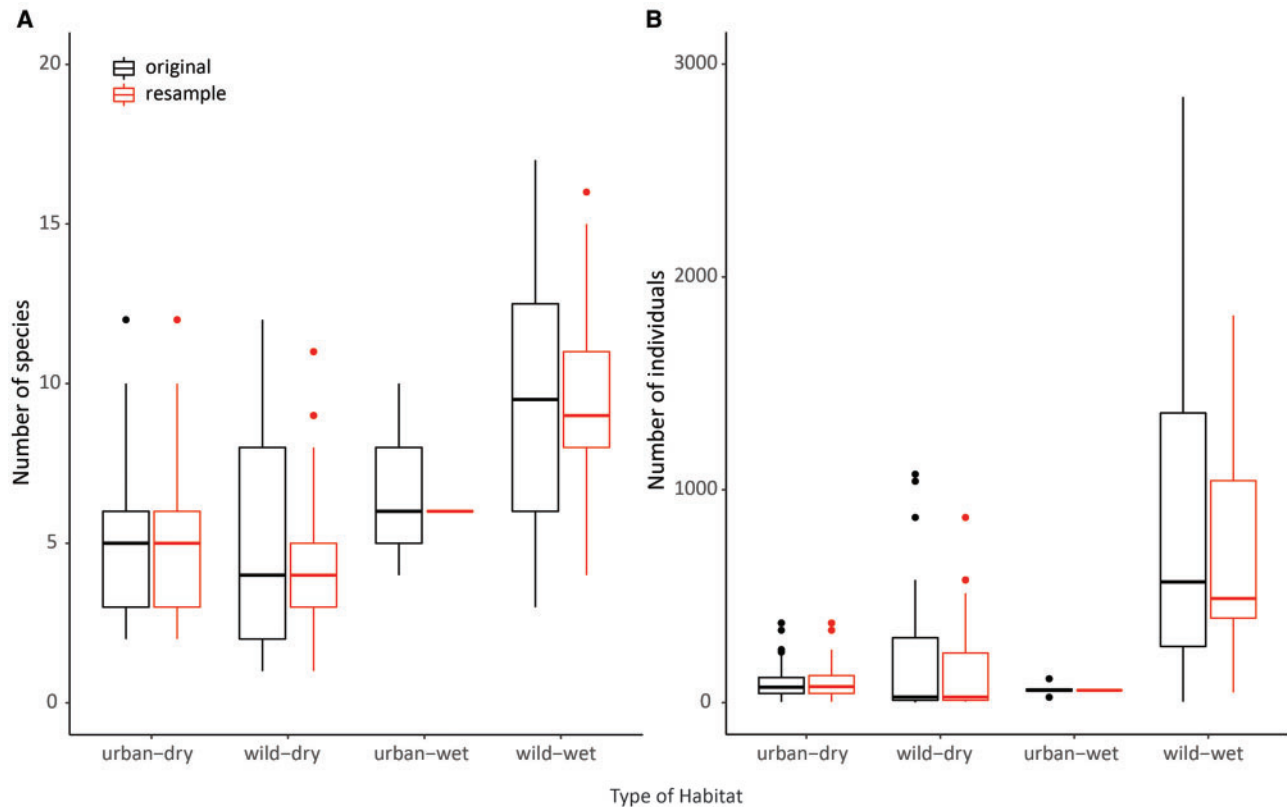 A
Number of species
20
15
10
5
0
original
resample
urban–dry
wild–dry
urban–wet
wild–wet
B
Number of individuals
3000
2000
1000
0
urban–dry
wild–dry
urban–wet
wild–wet
Type of Habitat